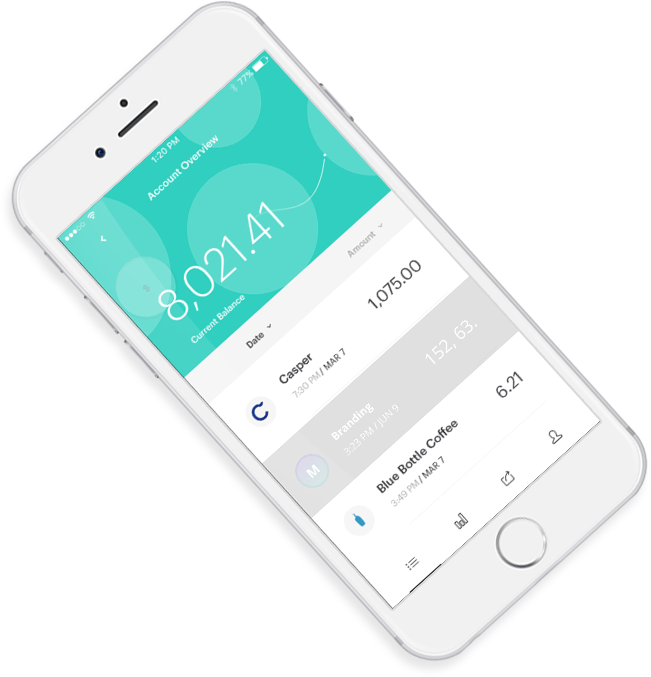 1:20 PM
77%
Account Overview
8,021.41
Current Balance
Date
Amount
Casper
1,075.00
7:30 PM / MAR 7
Branding
152, 63.
3:23 PM / JUN 9
M
Blue Bottle Coffee
6.21
3:49 PM / MAR 7